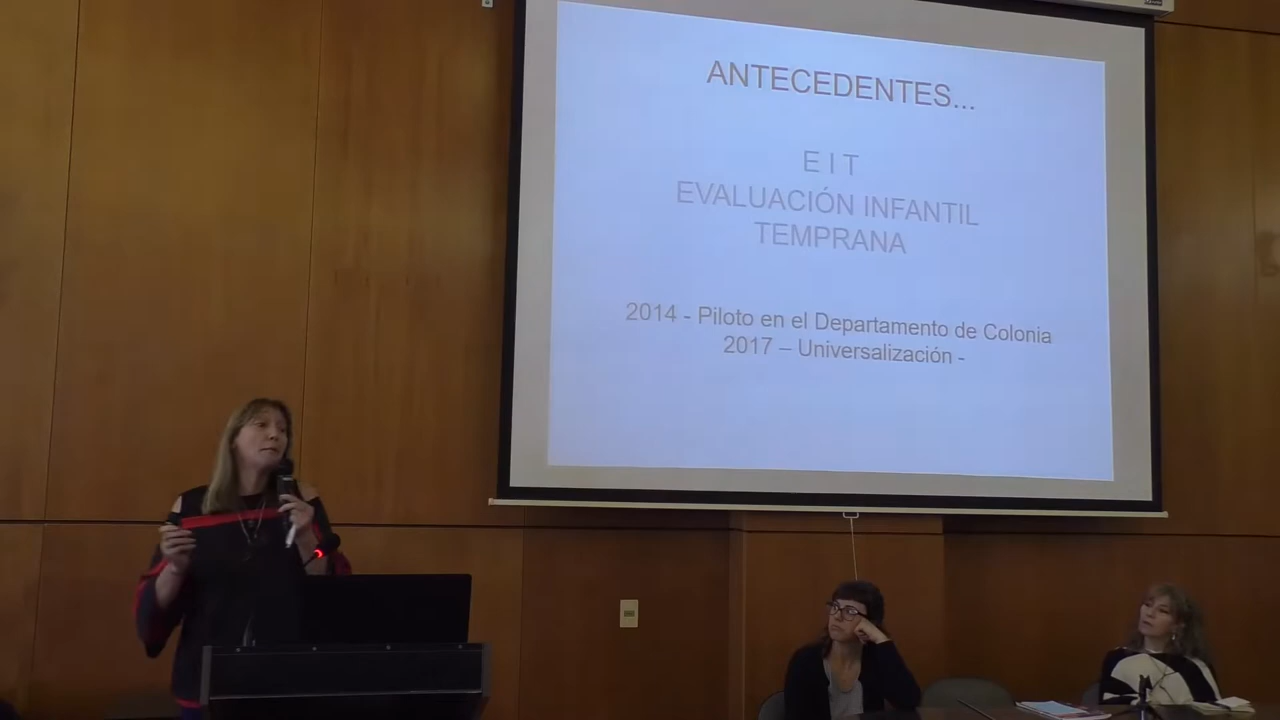 ANTECEDENTES...
E I T
EVALUACIÓN INFANTIL
TEMPRANA
2014 - Piloto en el Departamento de Colonia
2017 – Universalización -